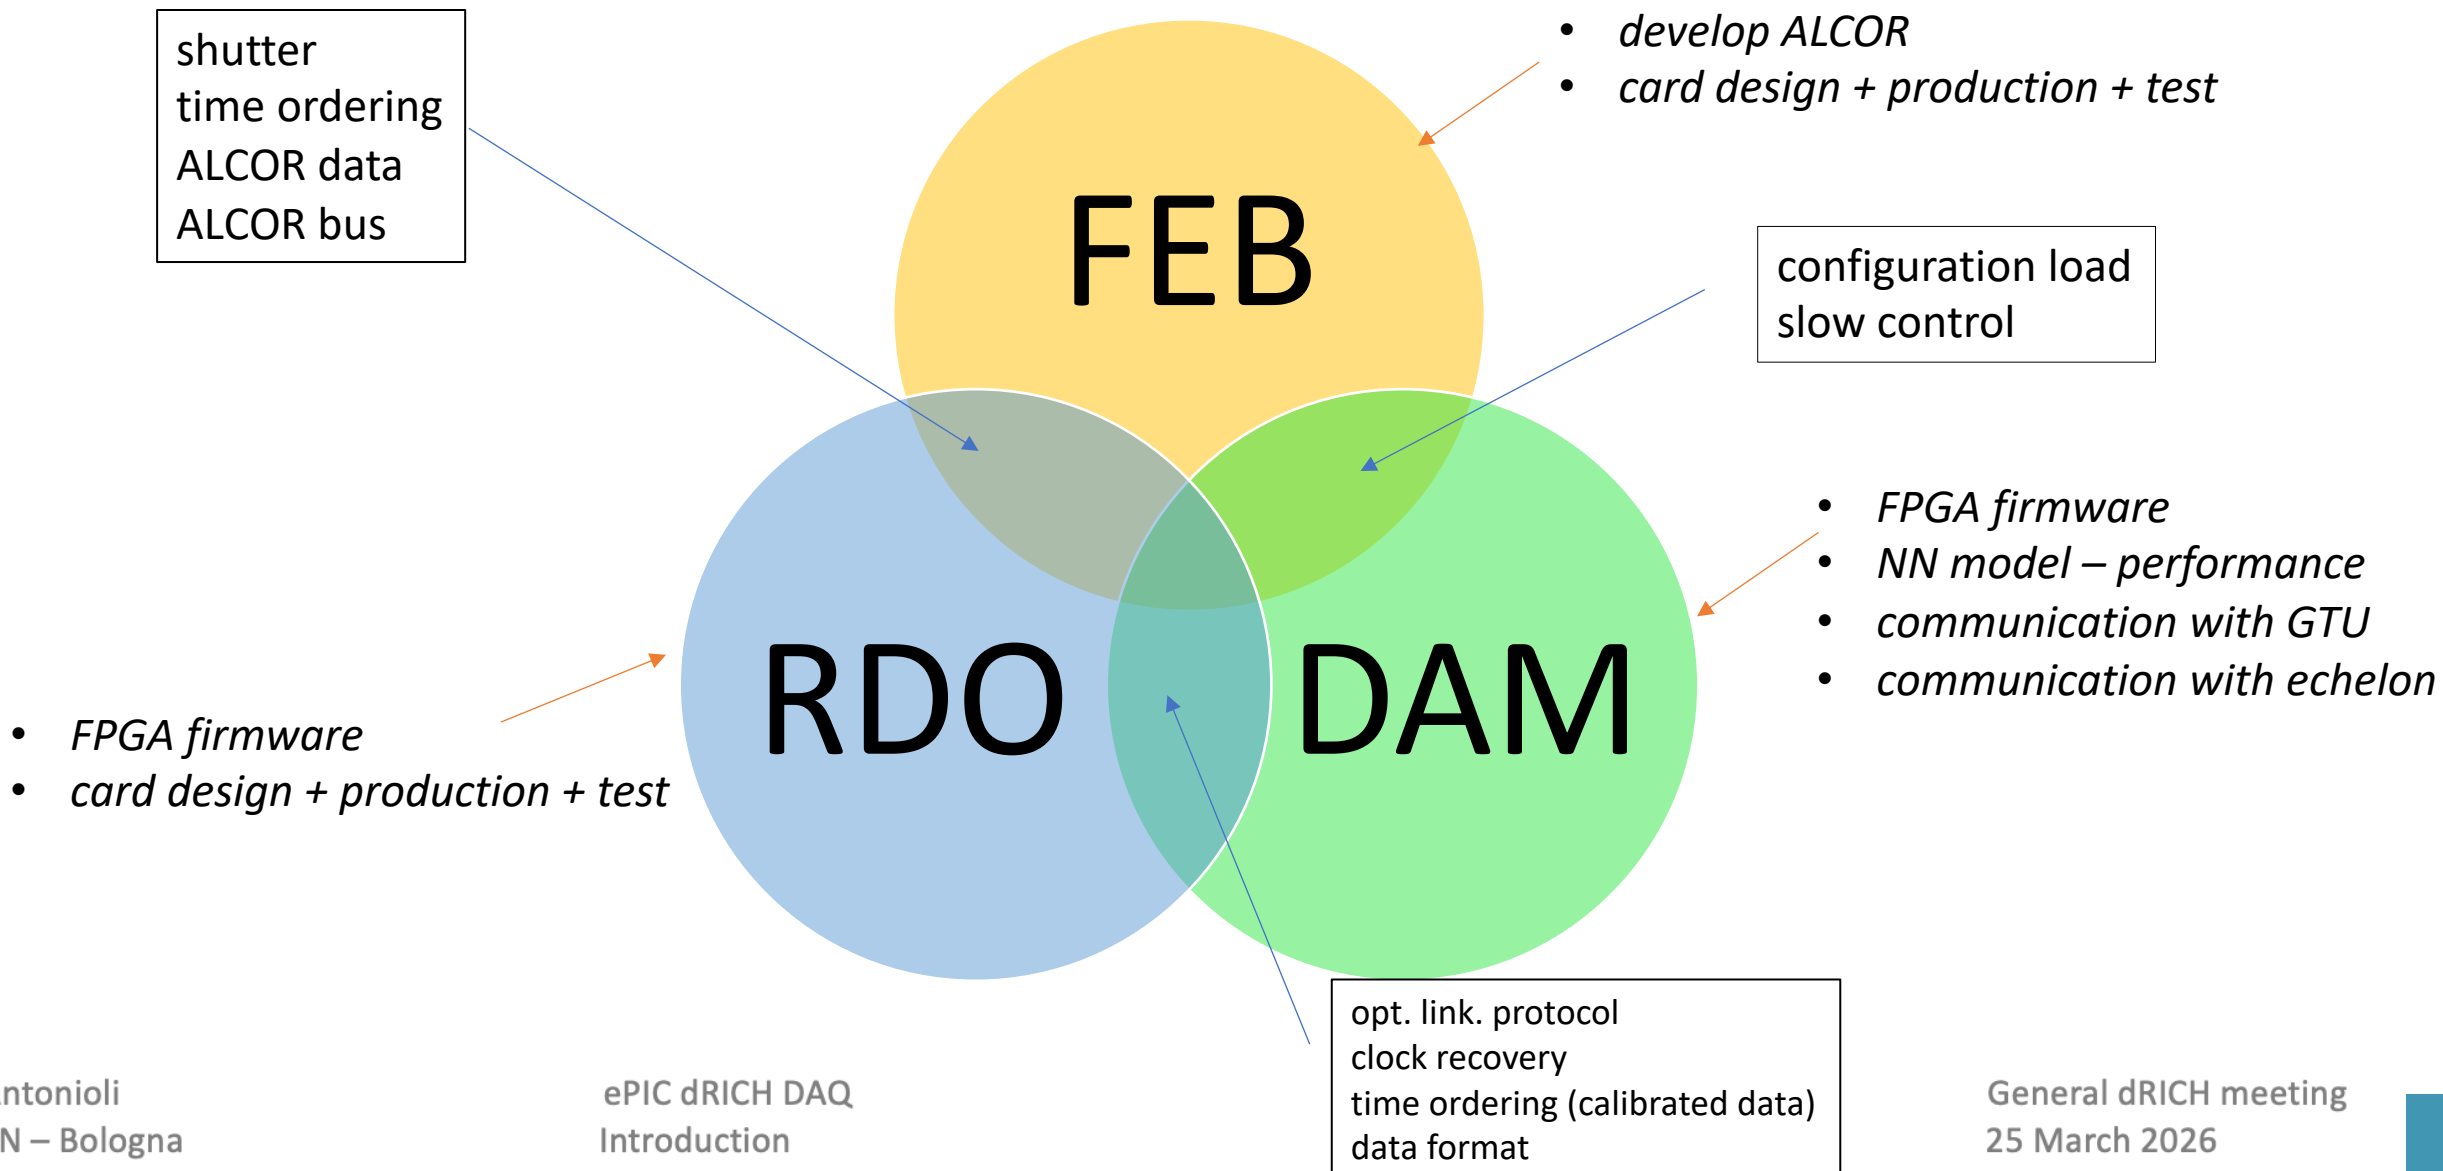 shutter
time ordering
ALCOR data
ALCOR bus
• develop ALCOR
• card design + production + test
FEB
configuration load
slow control
• FPGA firmware
• NN model – performance
• communication with GTU
• communication with echelon
RDO
DAM
• FPGA firmware
• card design + production + test
opt. link. protocol
clock recovery
time ordering (calibrated data)
data format
ntonioli
N – Bologna
ePIC dRICH DAQ
Introduction
General dRICH meeting
25 March 2026